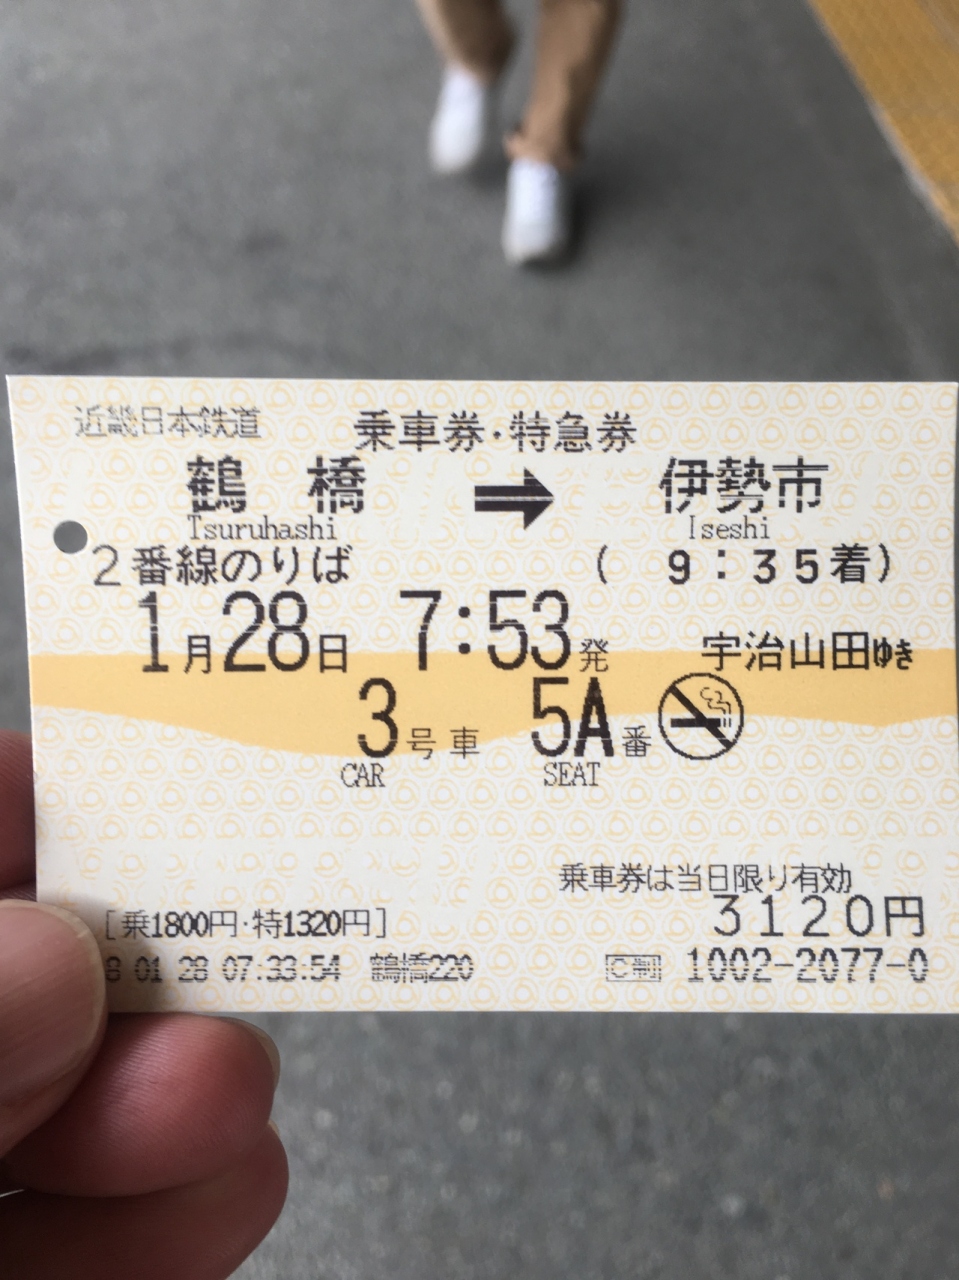 近畿日本鉄道 乗車券・特急券
鶴橋 ➡ 伊勢市
Tsuruhashi Iseshi
2番線のりば ( 9:35着)
1月28日 7:53発 宇治山田ゆき
3号車 5A番
CAR SEAT
乗車券は当日限り有効
[乗1800円・特1320円] 3120円
8 01 28 07:33:54 鶴橋220 C制 1002-2077-0